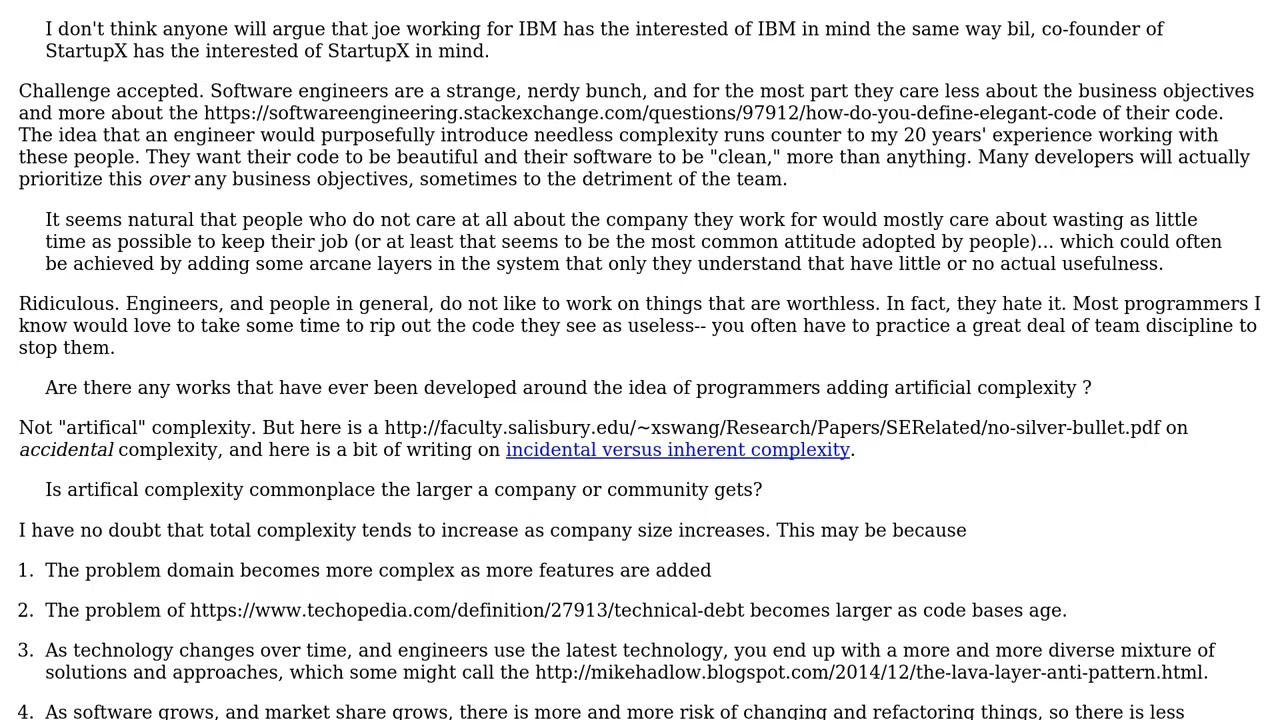 I don't think anyone will argue that joe working for IBM has the interested of IBM in mind the same way bil, co-founder of
StartupX has the interested of StartupX in mind.
Challenge accepted. Software engineers are a strange, nerdy bunch, and for the most part they care less about the business objectives
and more about the https://softwareengineering.stackexchange.com/questions/97912/how-do-you-define-elegant-code of their code.
The idea that an engineer would purposefully introduce needless complexity runs counter to my 20 years' experience working with
these people. They want their code to be beautiful and their software to be "clean," more than anything. Many developers will actually
prioritize this over any business objectives, sometimes to the detriment of the team.
It seems natural that people who do not care at all about the company they work for would mostly care about wasting as little
time as possible to keep their job (or at least that seems to be the most common attitude adopted by people)... which could often
be achieved by adding some arcane layers in the system that only they understand that have little or no actual usefulness.
Ridiculous. Engineers, and people in general, do not like to work on things that are worthless. In fact, they hate it. Most programmers I
know would love to take some time to rip out the code they see as useless-- you often have to practice a great deal of team discipline to
stop them.
Are there any works that have ever been developed around the idea of programmers adding artificial complexity ?
Not "artifical" complexity. But here is a http://faculty.salisbury.edu/~xswang/Research/Papers/SERelated/no-silver-bullet.pdf on
accidental complexity, and here is a bit of writing on incidental versus inherent complexity.
Is artifical complexity commonplace the larger a company or community gets?
I have no doubt that total complexity tends to increase as company size increases. This may be because
1. The problem domain becomes more complex as more features are added
2. The problem of https://www.techopedia.com/definition/27913/technical-debt becomes larger as code bases age.
3. As technology changes over time, and engineers use the latest technology, you end up with a more and more diverse mixture of
solutions and approaches, which some might call the http://mikehadlow.blogspot.com/2014/12/the-lava-layer-anti-pattern.html.
4. As software grows, and market share grows, there is more and more risk of changing and refactoring things, so there is less